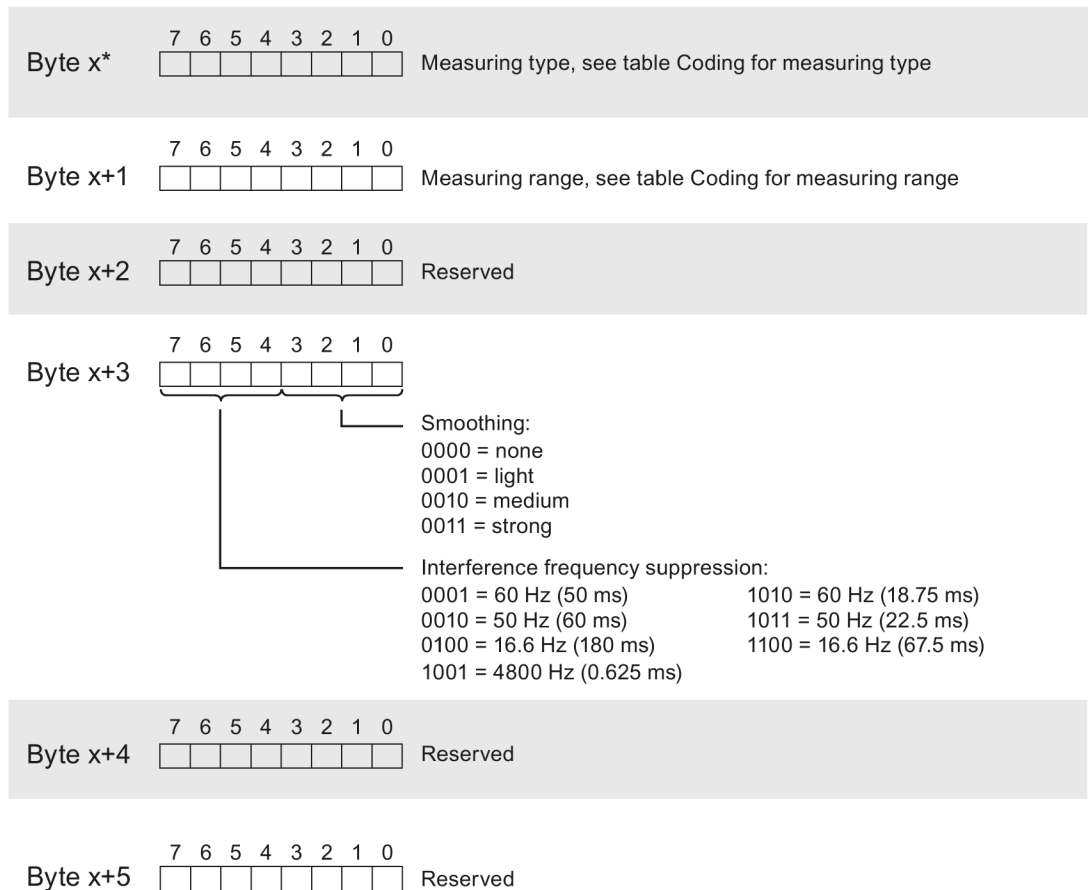 7 6 5 4 3 2 1 0
Byte x* Measuring type, see table Coding for measuring type
7 6 5 4 3 2 1 0
Byte x+1 Measuring range, see table Coding for measuring range
7 6 5 4 3 2 1 0
Byte x+2 Reserved
7 6 5 4 3 2 1 0
Byte x+3
Smoothing:
0000 = none
0001 = light
0010 = medium
0011 = strong
Interference frequency suppression:
0001 = 60 Hz (50 ms) 1010 = 60 Hz (18.75 ms)
0010 = 50 Hz (60 ms) 1011 = 50 Hz (22.5 ms)
0100 = 16.6 Hz (180 ms) 1100 = 16.6 Hz (67.5 ms)
1001 = 4800 Hz (0.625 ms)
7 6 5 4 3 2 1 0
Byte x+4 Reserved
7 6 5 4 3 2 1 0
Byte x+5 Reserved